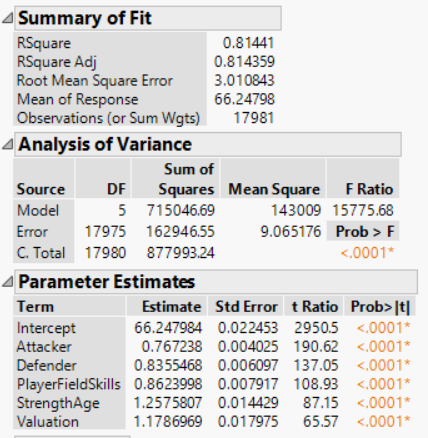 Summary of Fit
RSquare 0.81441
RSquare Adj 0.814359
Root Mean Square Error 3.010843
Mean of Response 66.24798
Observations (or Sum Wgts) 17981
Analysis of Variance
Sum of
Source DF Squares Mean Square F Ratio
Model 5 715046.69 143009 15775.68
Error 17975 162946.55 9.065176 Prob > F
C. Total 17980 877993.24 <.0001*
Parameter Estimates
Term Estimate Std Error t Ratio Prob>|t|
Intercept 66.247984 0.022453 2950.5 <.0001*
Attacker 0.767238 0.004025 190.62 <.0001*
Defender 0.8355468 0.006097 137.05 <.0001*
PlayerFieldSkills 0.8623998 0.007917 108.93 <.0001*
StrengthAge 1.2575807 0.014429 87.15 <.0001*
Valuation 1.1786969 0.017975 65.57 <.0001*